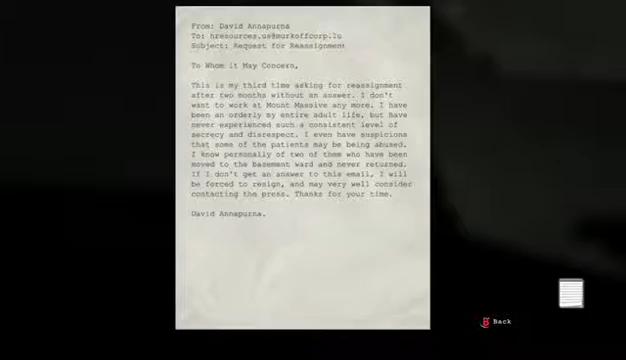 From: David Annapurna
To: hresources.us@murkoffcorp.lu
Subject: Request for Reassignment
To Whom it May Concern,
This is my third time asking for reassignment
after two months without an answer. I don't
want to work at Mount Massive any more. I have
been an orderly my entire adult life, but have
never experienced such a consistent level of
secrecy and disrespect. I even have suspicions
that some of the patients may be being abused.
I know personally of two of them who have been
moved to the basement ward and never returned.
If I don't get an answer to this email, I will
be forced to resign, and may very well consider
contacting the press. Thanks for your time.
David Annapurna.
Back